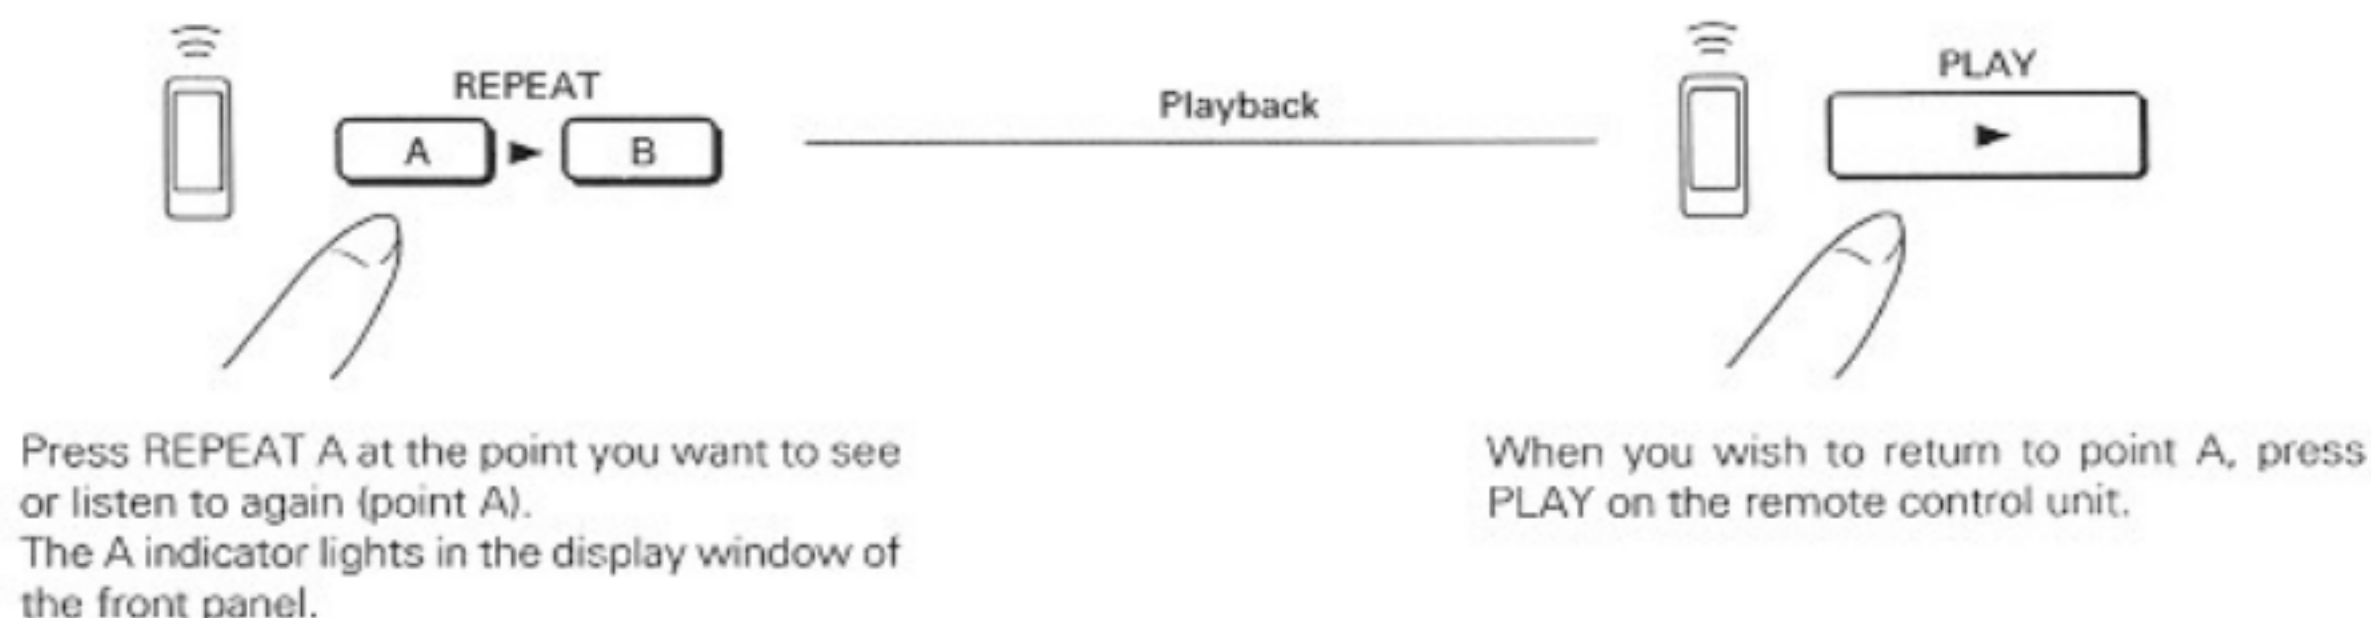 REPEAT
A ► B
Playback
PLAY
►
Press REPEAT A at the point you want to see
or listen to again (point A).
The A indicator lights in the display window of
the front panel.
When you wish to return to point A, press
PLAY on the remote control unit.